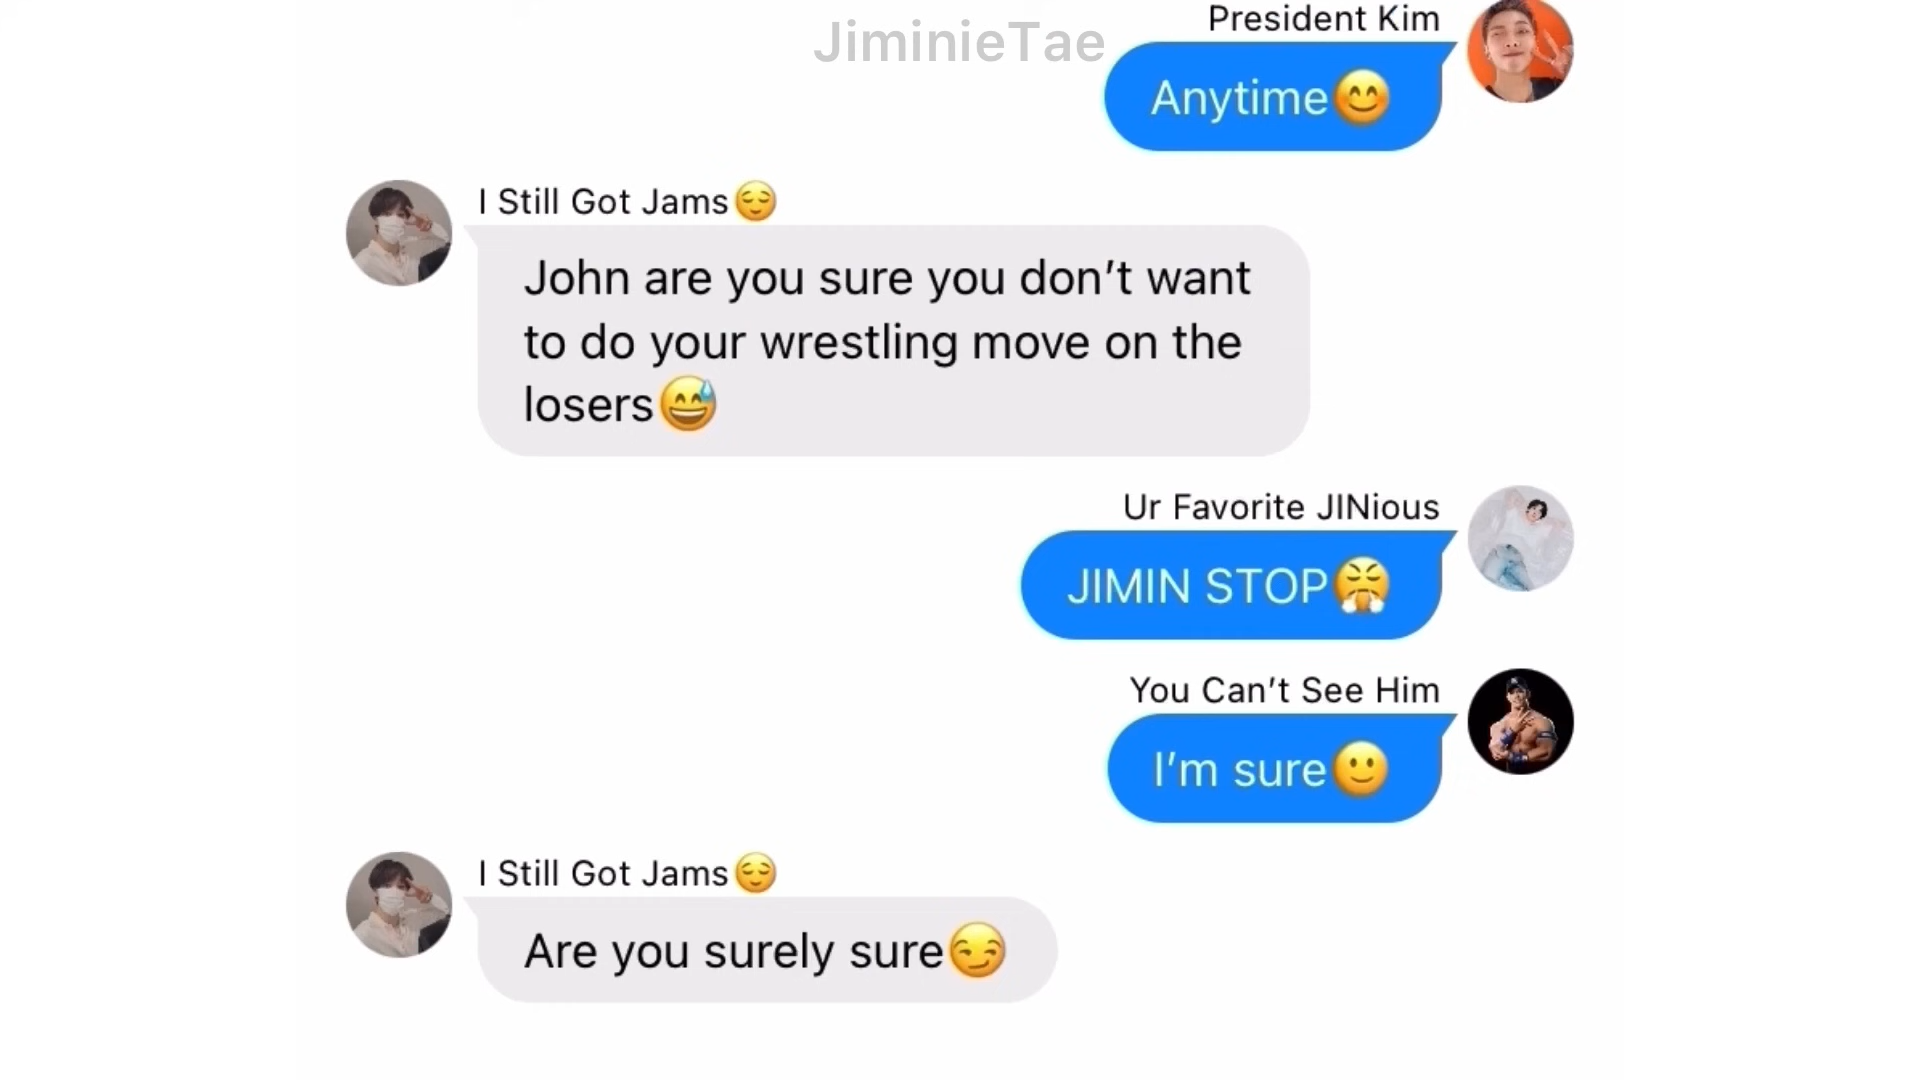 JiminieTae
President Kim
Anytime😊
I Still Got Jams😌
John are you sure you don’t want
to do your wrestling move on the
losers😅
Ur Favorite JINious
JIMIN STOP😤
You Can’t See Him
I’m sure🙂
I Still Got Jams😌
Are you surely sure😏